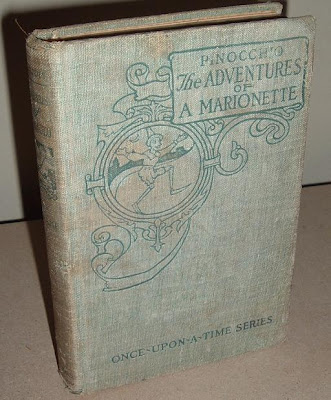 PINOCCHIO
The ADVENTURES
OF
A MARIONETTE
ONCE-UPON-A-TIME SERIES